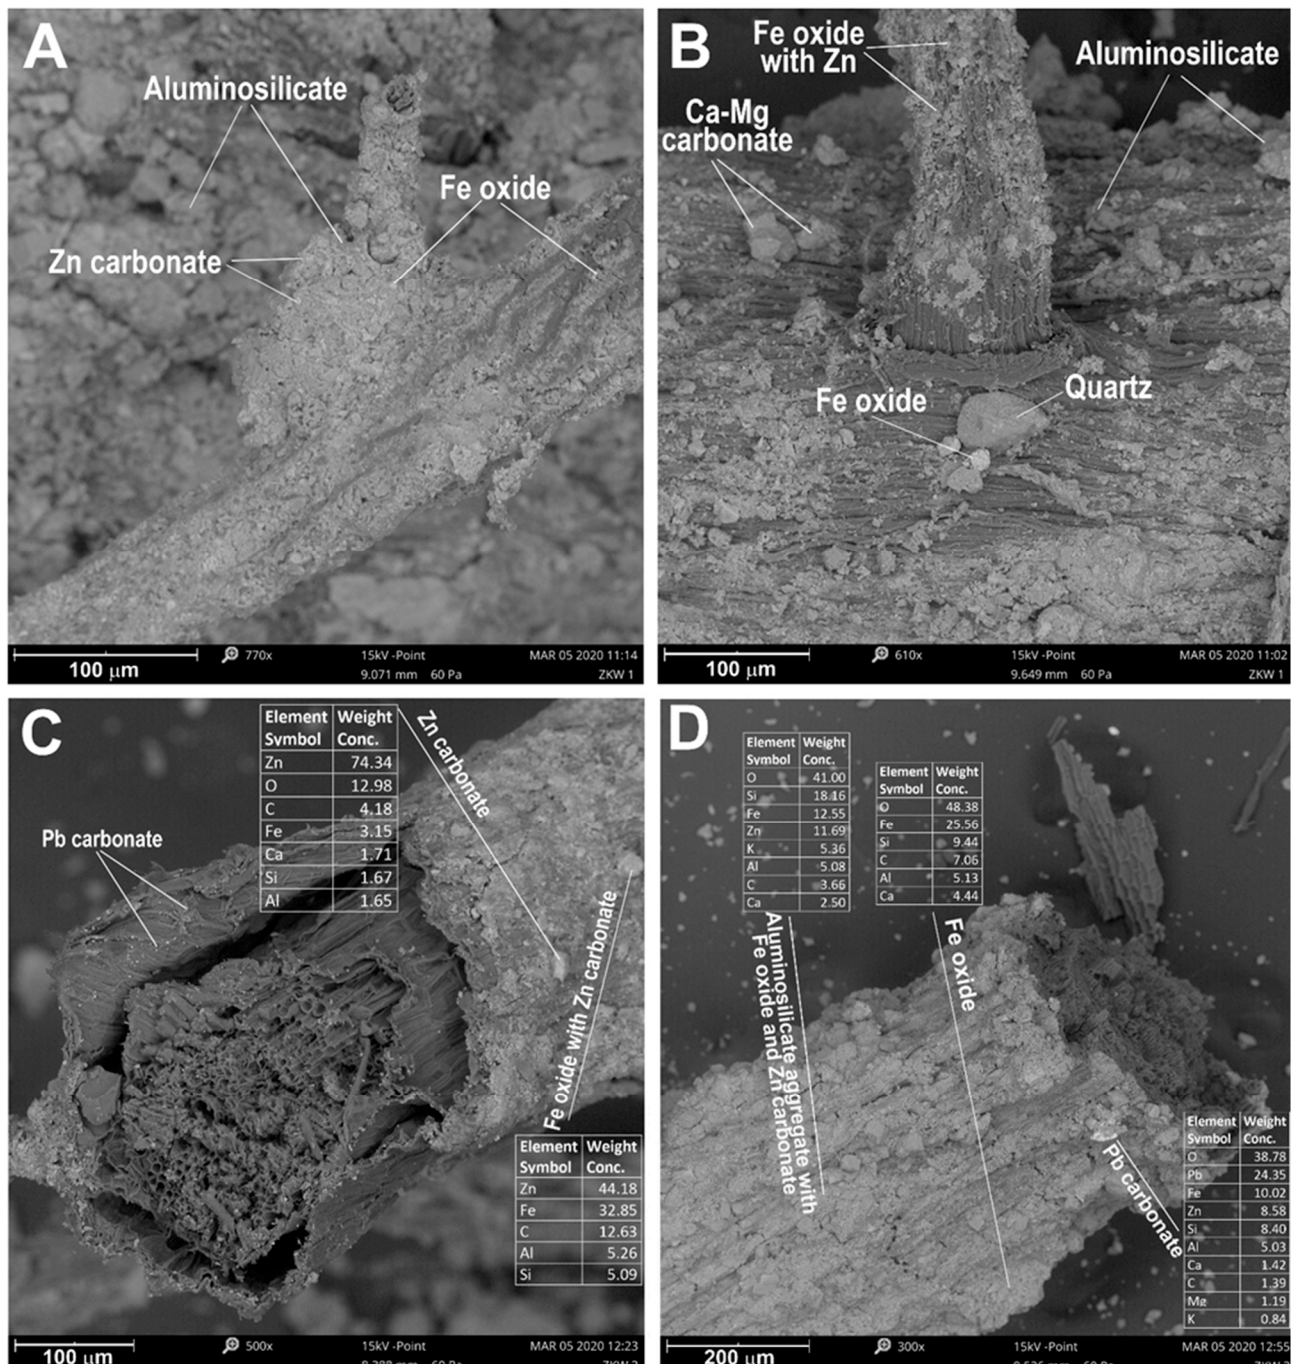 A
Aluminosilicate
Fe oxide
Zn carbonate
100 µm
770x
15kV -Point
MAR 05 2020 11:14
9.071 mm 60 Pa
ZKW 1
B
Fe oxide
with Zn
Aluminosilicate
Ca-Mg
carbonate
Quartz
Fe oxide
100 µm
610x
15kV -Point
MAR 05 2020 11:02
9.649 mm 60 Pa
ZKW 1
C
Element Weight
Symbol Conc.
Zn 74.34
O 12.98
C 4.18
Fe 3.15
Ca 1.71
Si 1.67
Al 1.65
Zn carbonate
Pb carbonate
Fe oxide with Zn carbonate
Element Weight
Symbol Conc.
Zn 44.18
Fe 32.85
C 12.63
Al 5.26
Si 5.09
100 µm
500x
15kV -Point
MAR 05 2020 12:23
D
Element Weight
Symbol Conc.
O 41.00
Si 18.16
Fe 12.55
Zn 11.69
K 5.36
Al 5.08
C 3.66
Ca 2.50
Element Weight
Symbol Conc.
O 48.38
Fe 25.56
Si 9.44
C 7.06
Al 5.13
Ca 4.44
Aluminosilicate aggregate with
Fe oxide and Zn carbonate
Fe oxide
Pb carbonate
Element Weight
Symbol Conc.
O 38.78
Pb 24.35
Fe 10.02
Zn 8.58
Si 8.40
Al 5.03
Ca 1.42
C 1.39
Mg 1.19
K 0.84
200 µm
300x
15kV -Point
MAR 05 2020 12:55